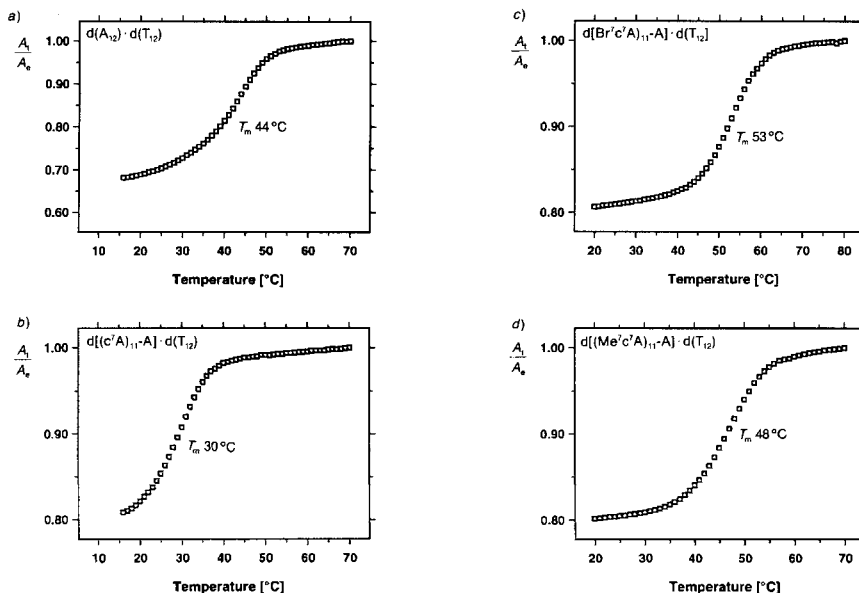 a)
d(A₁₂) · d(T₁₂)
Aₜ
Aₑ
1.00
0.90
0.80
0.70
0.60
Tₘ 44 °C
10 20 30 40 50 60 70
Temperature [°C]
b)
d[(c⁷A)₁₁-A] · d(T₁₂)
Aₜ
Aₑ
1.00
0.90
0.80
Tₘ 30 °C
10 20 30 40 50 60 70
Temperature [°C]
c)
d[Br⁷c⁷A)₁₁-A] · d(T₁₂]
Aₜ
Aₑ
1.00
0.90
0.80
Tₘ 53 °C
20 30 40 50 60 70 80
Temperature [°C]
d)
d[(Me⁷c⁷A)₁₁-A] · d(T₁₂)
Aₜ
Aₑ
1.00
0.90
0.80
Tₘ 48 °C
20 30 40 50 60 70
Temperature [°C]